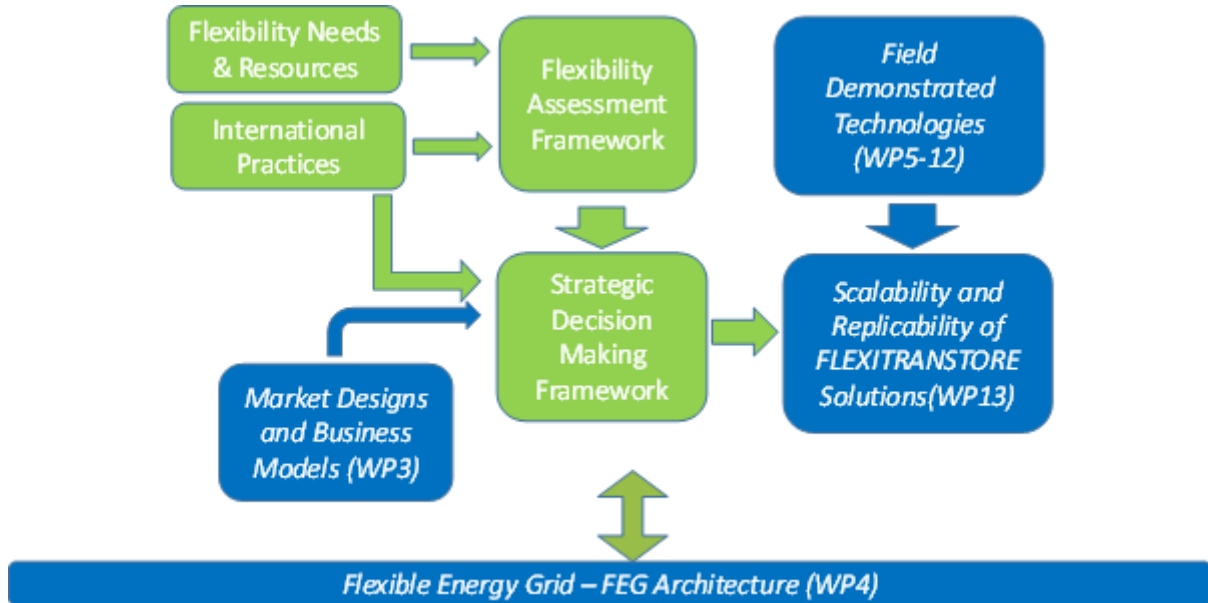 Flexibility Needs
& Resources
International
Practices
Flexibility
Assessment
Framework
Field
Demonstrated
Technologies
(WP5-12)
Strategic
Decision
Making
Framework
Scalability and
Replicability of
FLEXITRANSTORE
Solutions(WP13)
Market Designs
and Business
Models (WP3)
Flexible Energy Grid – FEG Architecture (WP4)